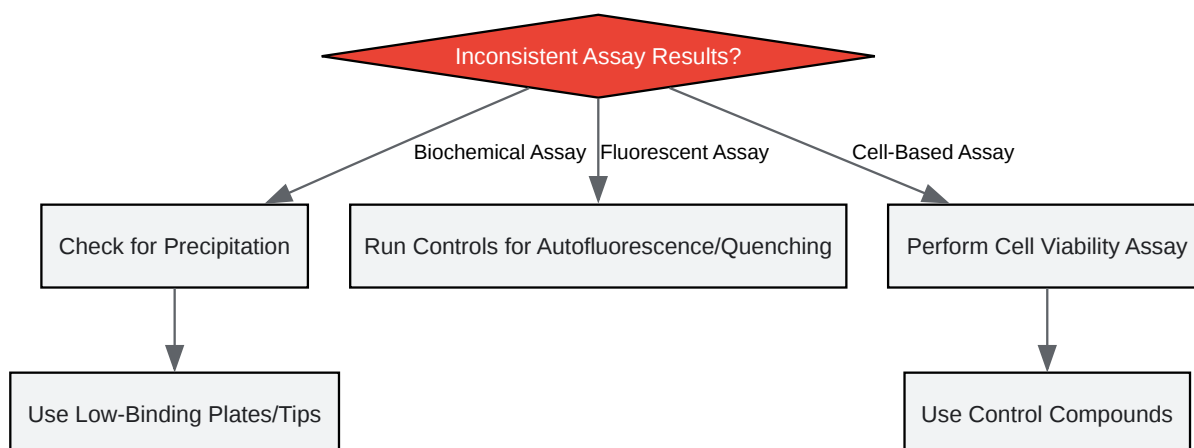 Inconsistent Assay Results?
Biochemical Assay
Fluorescent Assay
Cell-Based Assay
Check for Precipitation
Run Controls for Autofluorescence/Quenching
Perform Cell Viability Assay
Use Low-Binding Plates/Tips
Use Control Compounds